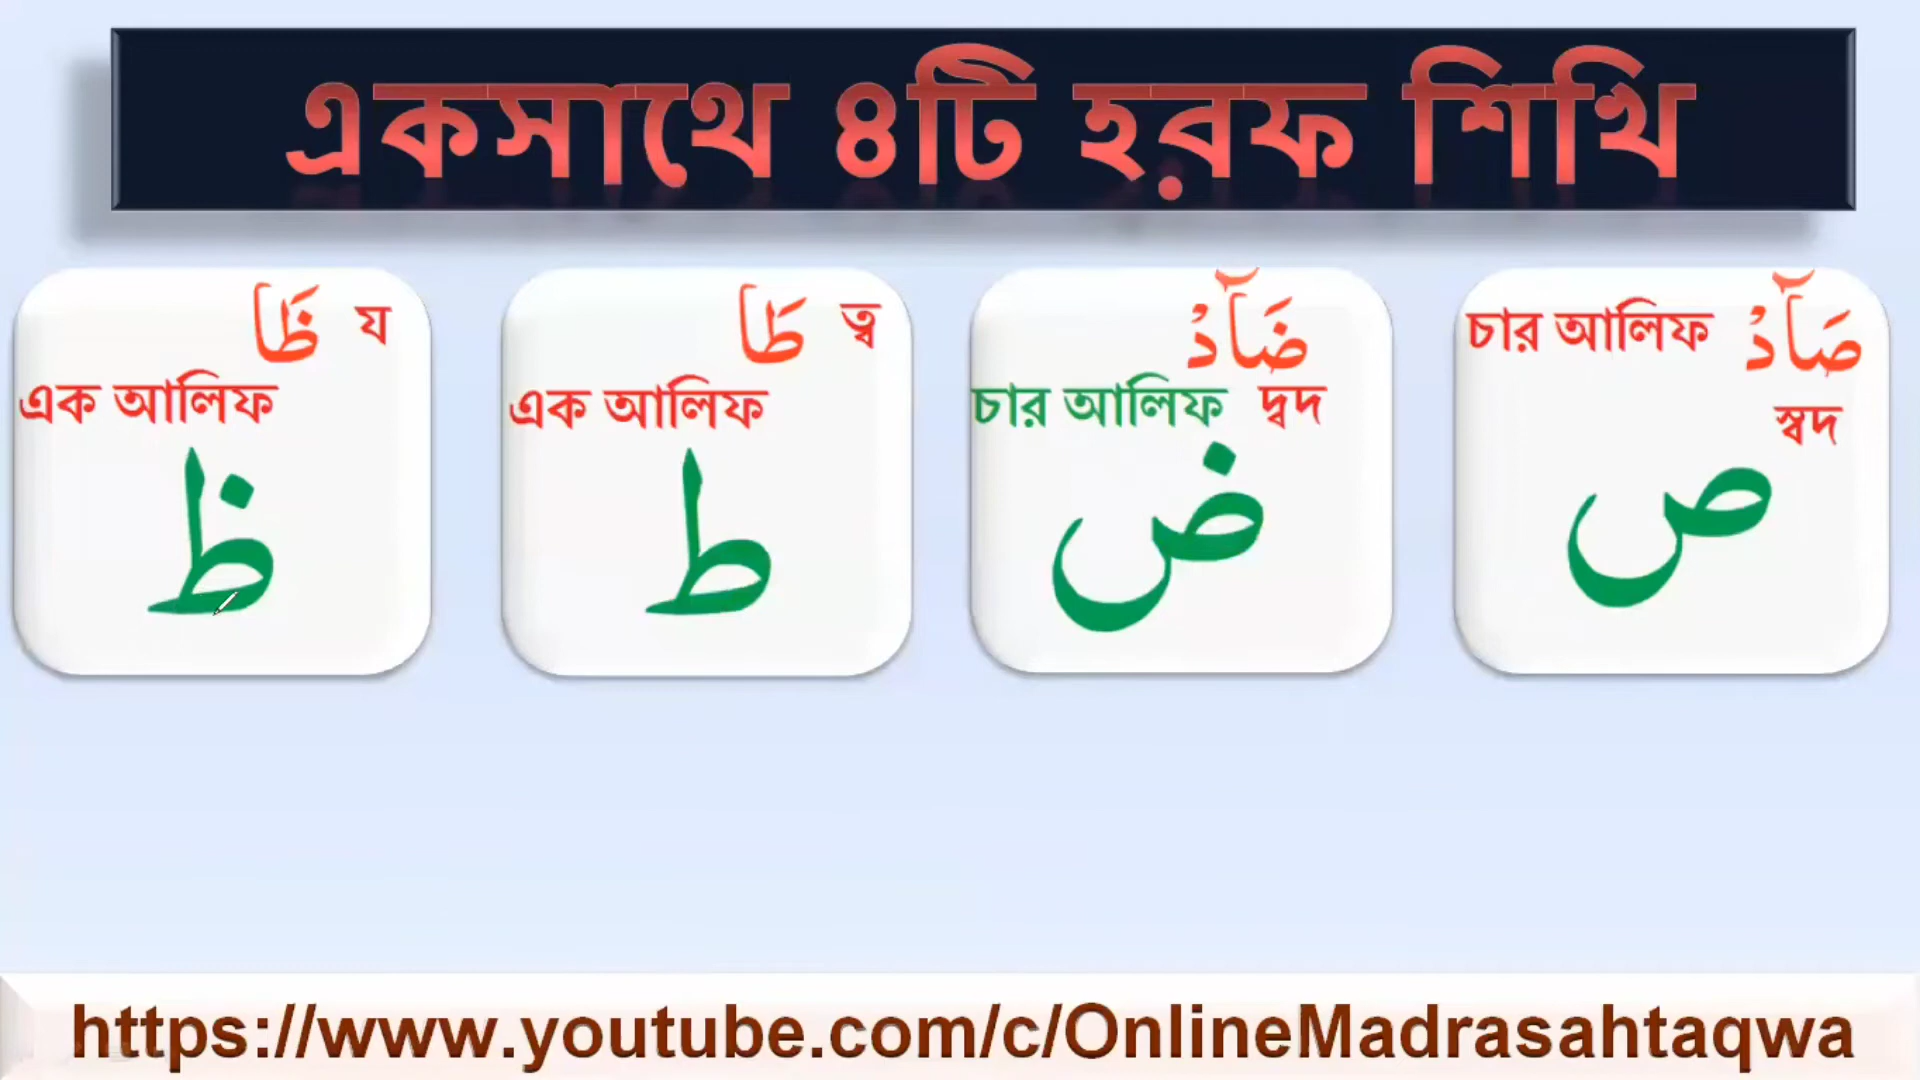 একসাথে ৪টি হরফ শিখি
ظَا য
এক আলিফ
ظ
طَا ত্ব
এক আলিফ
ط
ضَآدْ
চার আলিফ দ্বদ
ض
চার আলিফ صَآدْ
স্বদ
ص
https://www.youtube.com/c/OnlineMadrasahtaqwa